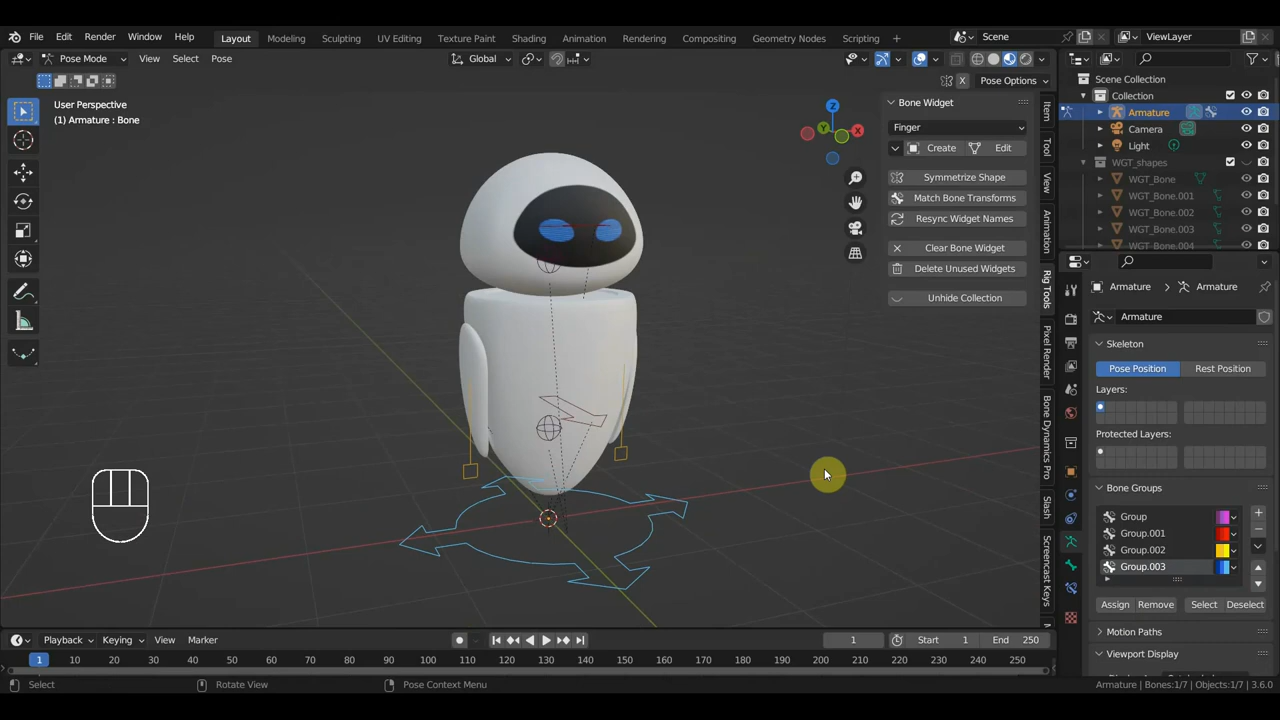 File Edit Render Window Help Layout Modeling Sculpting UV Editing Texture Paint Shading Animation Rendering Compositing Geometry Nodes Scripting + Scene ViewLayer
Pose Mode View Select Pose Global
X Pose Options
User Perspective
(1) Armature : Bone
Z
Y
X
Bone Widget
Finger
Create Edit
Symmetrize Shape
Match Bone Transforms
Resync Widget Names
Clear Bone Widget
Delete Unused Widgets
Unhide Collection
Item
Tool
View
Animation
Rig Tools
Pixel Render
Bone Dynamics Pro
Slash
Screencast Keys
Scene Collection
Collection
Armature
Camera
Light
WGT_shapes
WGT_Bone
WGT_Bone.001
WGT_Bone.002
WGT_Bone.003
WGT_Bone.004
Armature > Armature
Armature
Skeleton
Pose Position Rest Position
Layers:
Protected Layers:
Bone Groups
Group
Group.001
Group.002
Group.003
Assign Remove Select Deselect
Motion Paths
Viewport Display
Playback Keying View Marker 1 Start 1 End 250
1 10 20 30 40 50 60 70 80 90 100 110 120 130 140 150 160 170 180 190 200 210 220 230 240 250
Select Rotate View Pose Context Menu Armature | Bones:1/7 | Objects:1/7 | 3.6.0